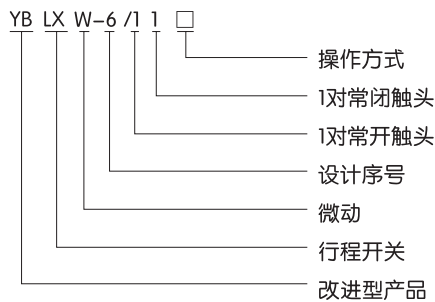 YB LX W-6/1 1 □
操作方式
1对常闭触头
1对常开触头
设计序号
微动
行程开关
改进型产品